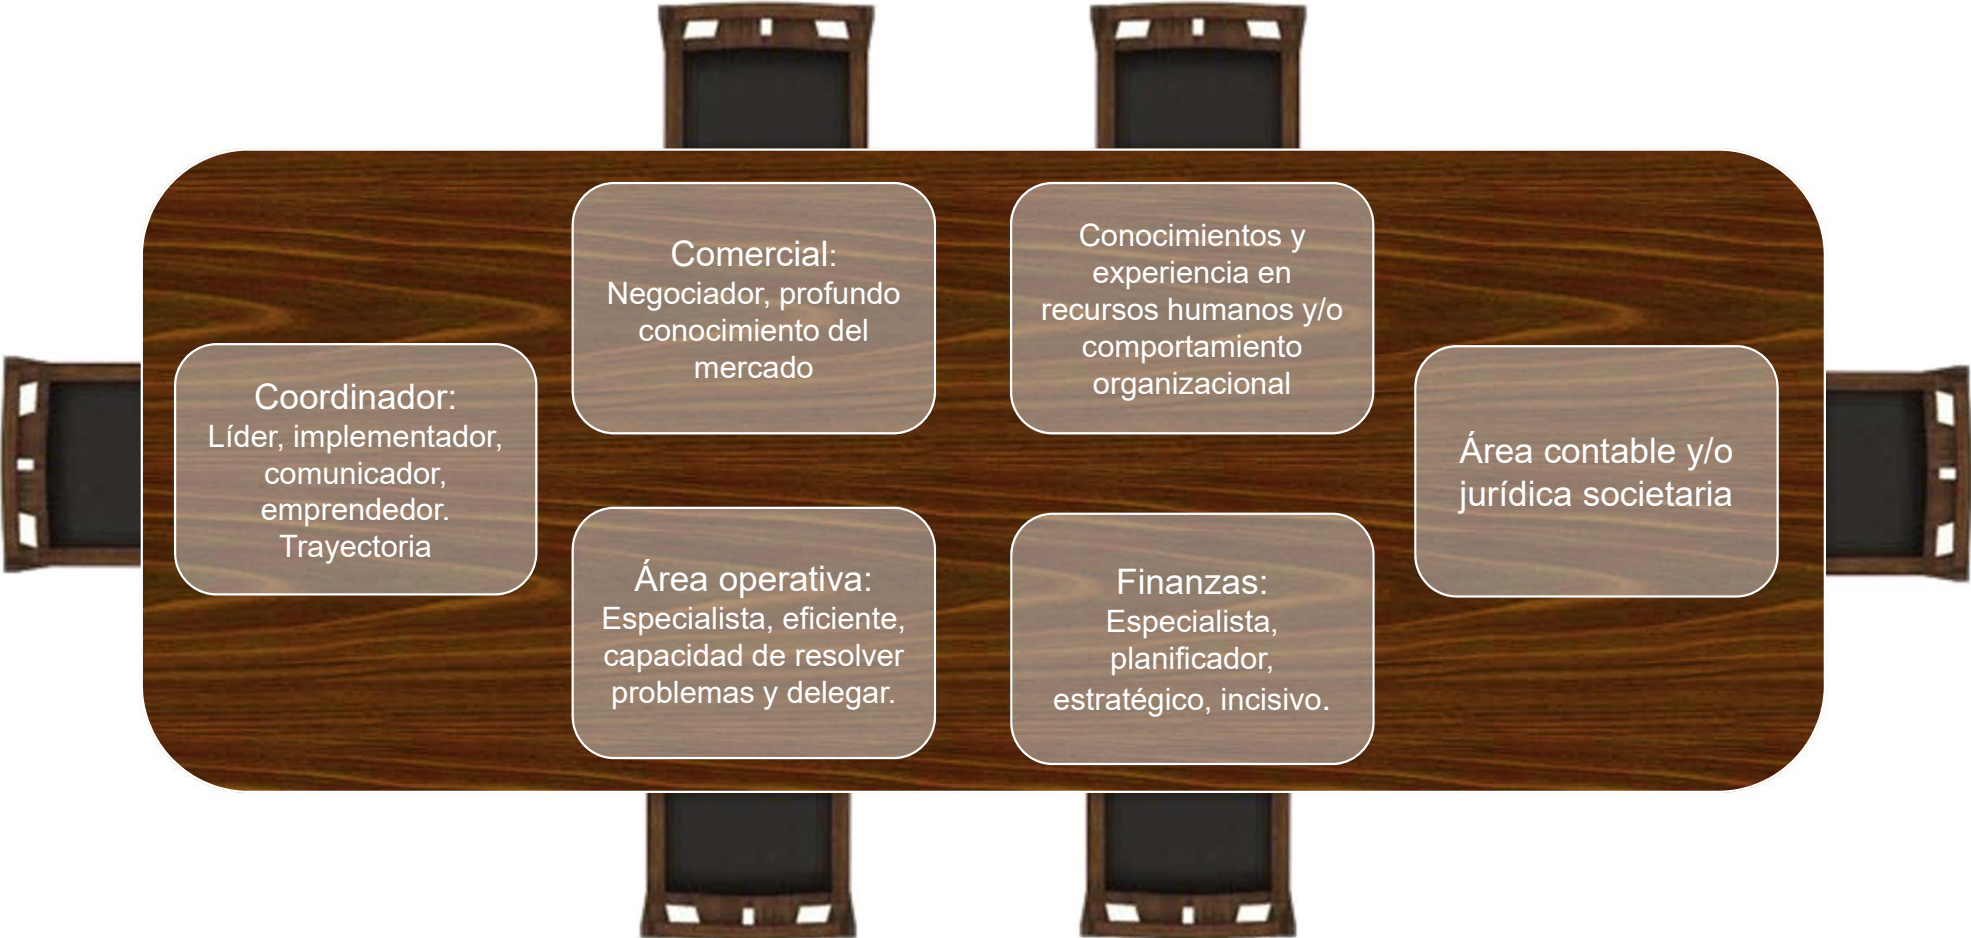 Coordinador:
Líder, implementador,
comunicador,
emprendedor.
Trayectoria
Comercial:
Negociador, profundo
conocimiento del
mercado
Conocimientos y
experiencia en
recursos humanos y/o
comportamiento
organizacional
Área operativa:
Especialista, eficiente,
capacidad de resolver
problemas y delegar.
Finanzas:
Especialista,
planificador,
estratégico, incisivo.
Área contable y/o
jurídica societaria